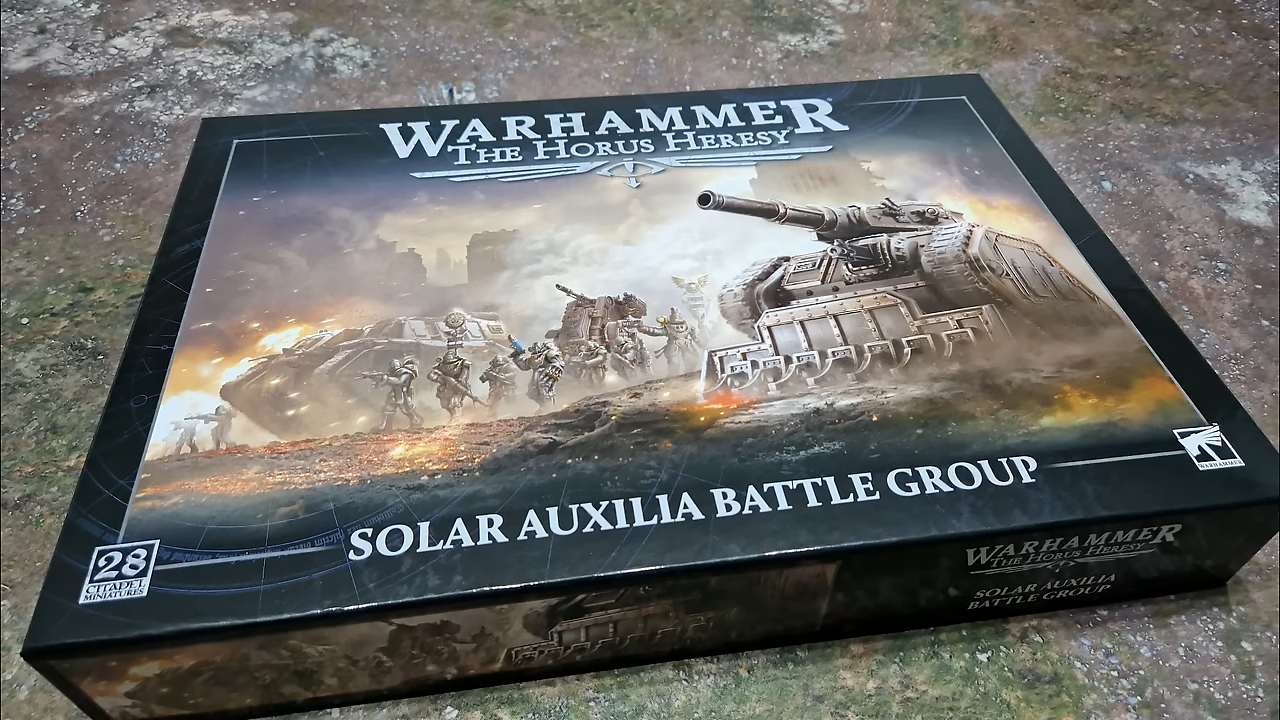 WARHAMMER
THE HORUS HERESY
SOLAR AUXILIA BATTLE GROUP
28
CITADEL
MINIATURES
WARHAMMER
WARHAMMER
THE HORUS HERESY
SOLAR AUXILIA
BATTLE GROUP